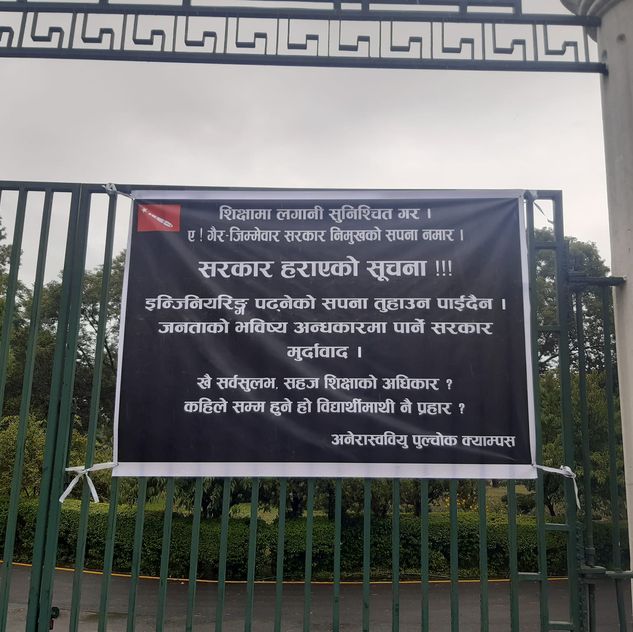 शिक्षामा लगानी सुनिश्चित गर ।
ए ! गैर-जिम्मेवार सरकार निमुखको सपना नमार ।
सरकार हराएको सूचना !!!
इन्जिनियरिङ्ग पढ्नेको सपना तुहाउन पाईदैन ।
जनताको भविष्य अन्धकारमा पार्ने सरकार
मुर्दावाद ।
खै सर्वसुलभ, सहज शिक्षाको अधिकार ?
कहिले सम्म हुने हो विद्यार्थीमाथी नै प्रहार ?
अनेरास्ववियु पुल्चोक क्याम्पस